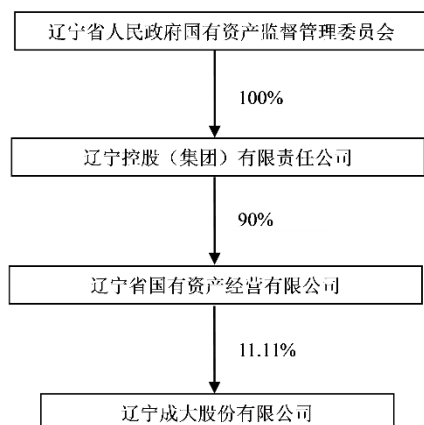 辽宁省人民政府国有资产监督管理委员会
100%
辽宁控股（集团）有限责任公司
90%
辽宁省国有资产经营有限公司
11.11%
辽宁成大股份有限公司